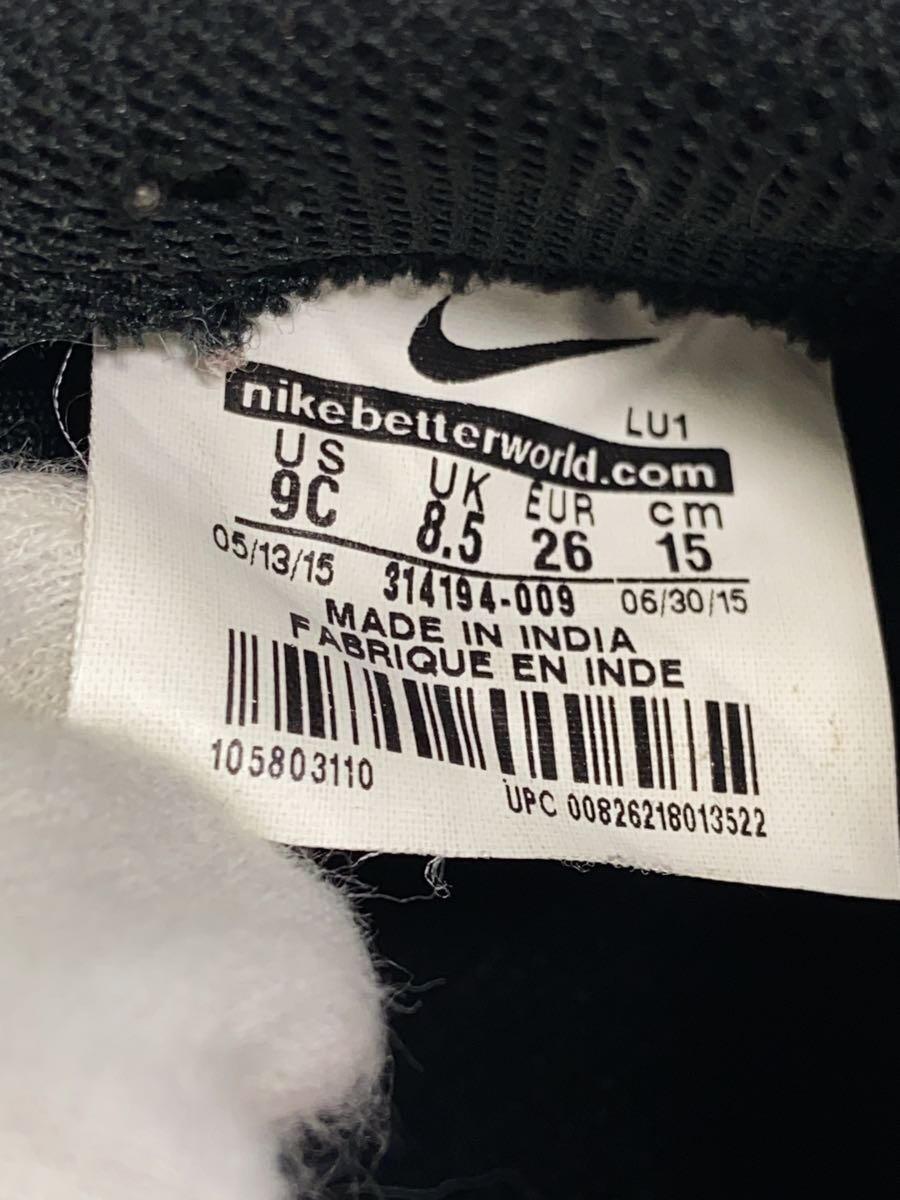 LU1
nikebetterworld.com
US UK EUR cm
9C 8.5 26 15
05/13/15 314194-009 06/30/15
MADE IN INDIA
FABRIQUE EN INDE
105803110
UPC 00826218013522